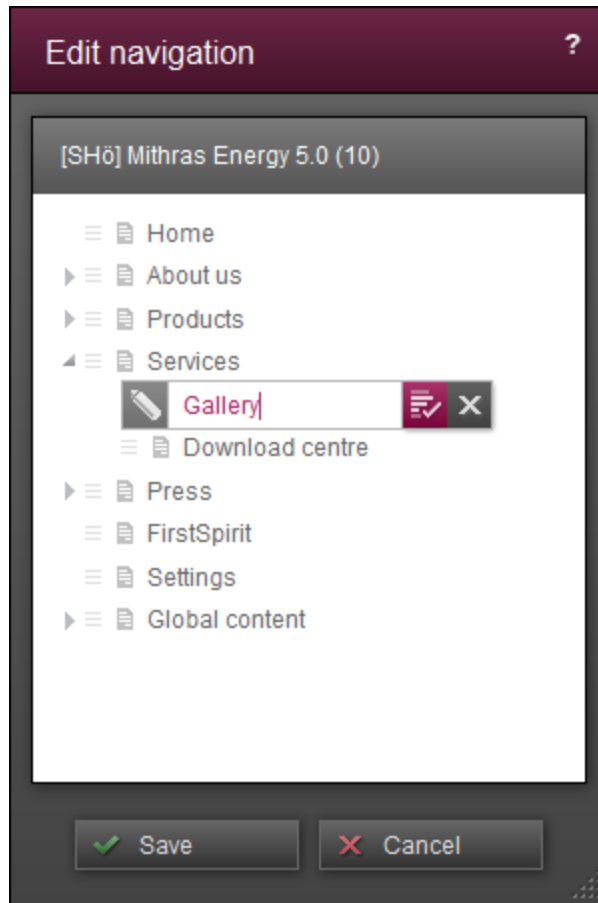 Edit navigation ?
[SHö] Mithras Energy 5.0 (10)
Home
About us
Products
Services
Gallery
Download centre
Press
FirstSpirit
Settings
Global content
Save Cancel